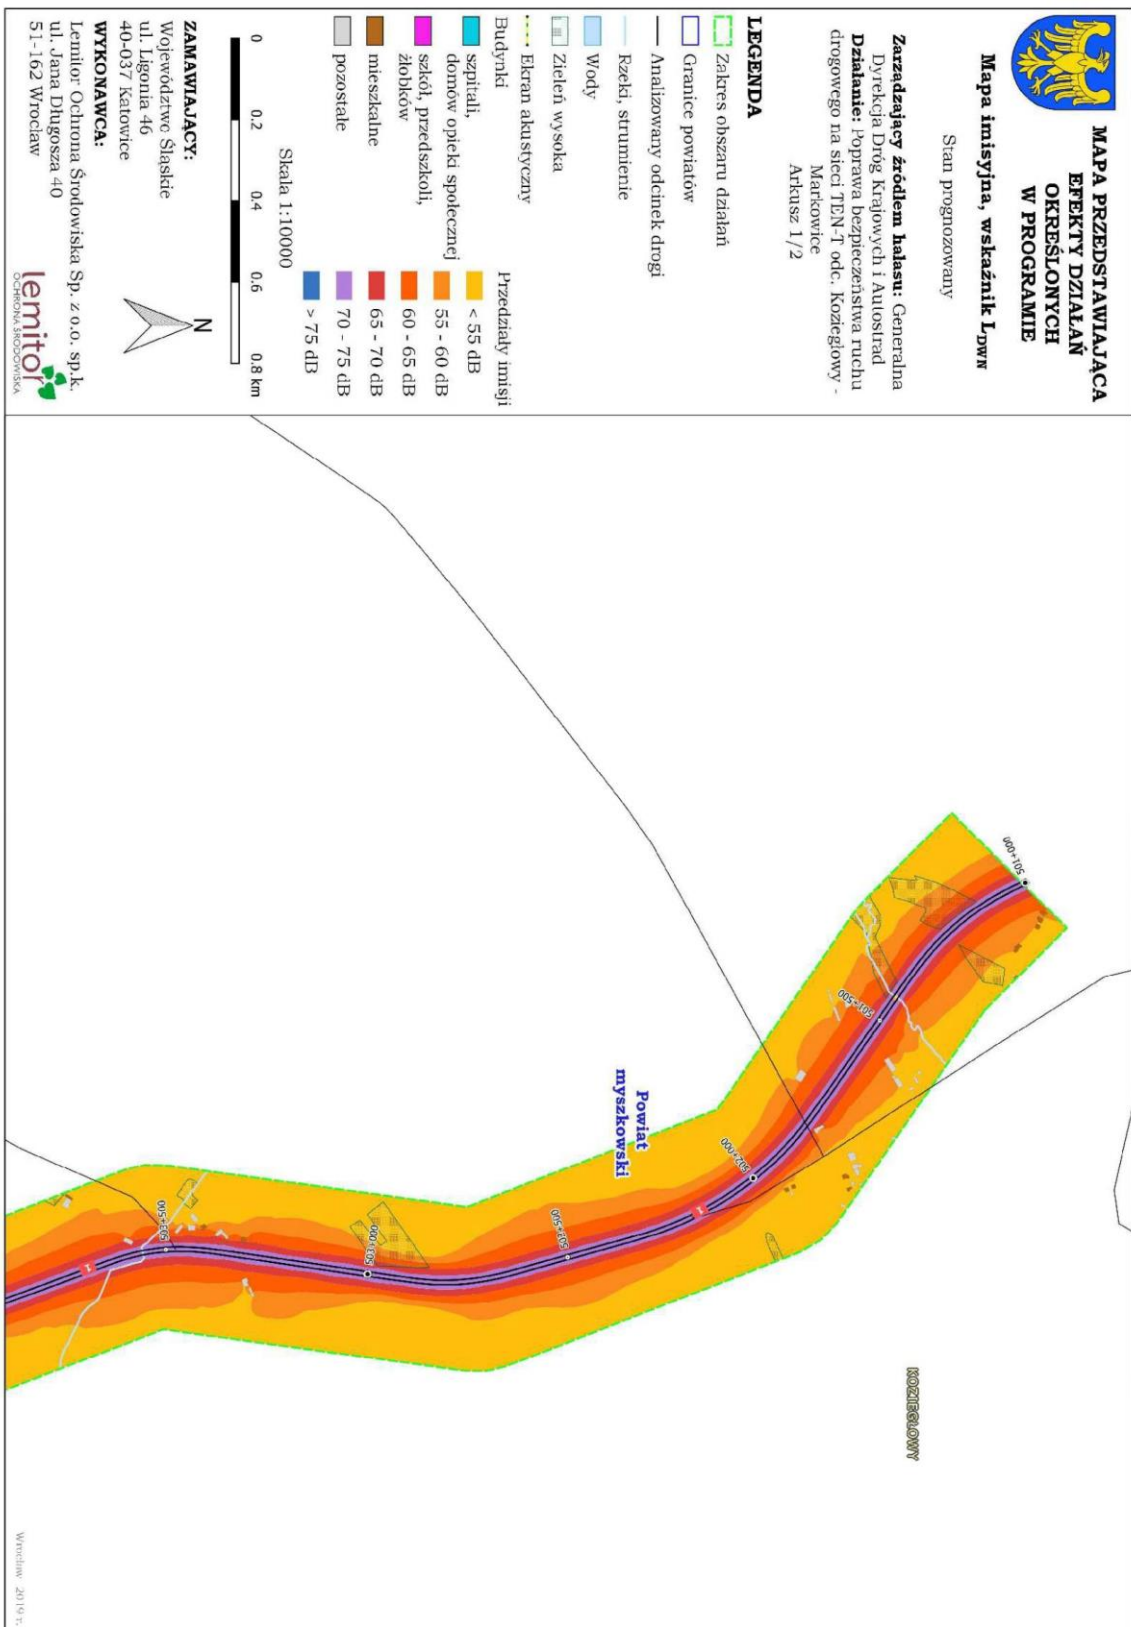 MAPA PRZEDSTAWIAJĄCA
EFEKTY DZIAŁAŃ
OKREŚLONYCH
W PROGRAMIE
Mapa imisyjna, wskaźnik LDWN
Stan prognozowany
Zarządzający źródłem hałasu: Generalna
Dyrekcja Dróg Krajowych i Autostrad
Działanie: Poprawa bezpieczeństwa ruchu
drogowego na sieci TEN-T odc. Koziegłowy -
Markowice
Arkusz 1/2
LEGENDA
Zakres obszaru działań
Granice powiatów
Analizowany odcinek drogi
Rzeki, strumienie
Wody
Zieleń wysoka
Ekran akustyczny
Budynki
szpitali,
domów opieki społecznej
szkół, przedszkoli,
żłobków
mieszkalne
pozostałe
Przedziały imisji
< 55 dB
55 - 60 dB
60 - 65 dB
65 - 70 dB
70 - 75 dB
> 75 dB
Skala 1:10000
0 0.2 0.4 0.6 0.8 km
N
ZAMAWIAJĄCY:
Województwo Śląskie
ul. Ligonia 46
40-037 Katowice
WYKONAWCA:
Lemitor Ochrona Środowiska Sp. z o.o. sp.k.
ul. Jana Długosza 40
51-162 Wrocław
lemitor
OCHRONA ŚRODOWISKA
501+000
501+500
502+000
1
502+500
503+000
503+500
1
Powiat
myszkowski
KOZIEGŁOWY
Wrocław 2019 r.